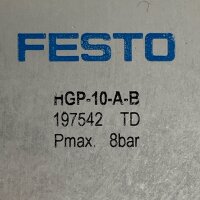 FESTO
HGP-10-A-B
197542 TD
Pmax. 8bar